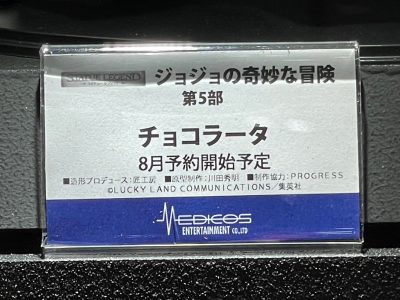 ジョジョの奇妙な冒険
第5部
チョコラータ
8月予約開始予定
■造形プロデュース：匠工房 ■原型制作：川田秀明 ■制作協力：PROGRESS
©LUCKY LAND COMMUNICATIONS／集英社
MEDICOS
ENTERTAINMENT CO.,LTD